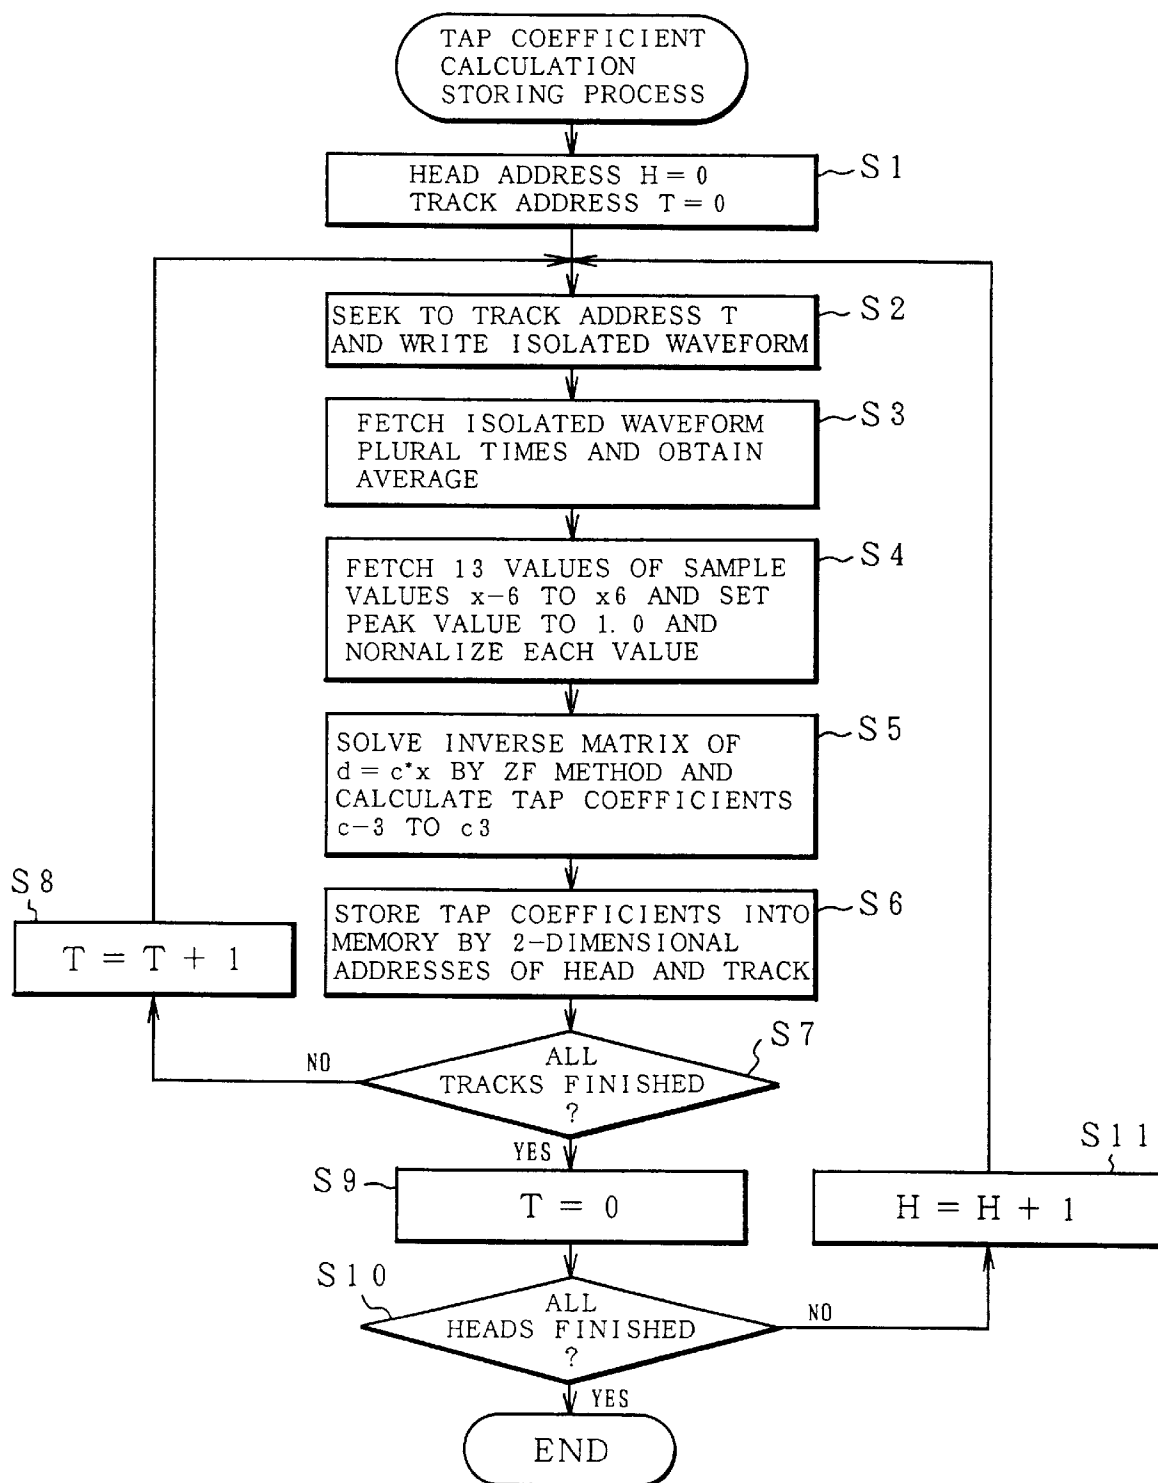 TAP COEFFICIENT
CALCULATION
STORING PROCESS
S1
HEAD ADDRESS H=0
TRACK ADDRESS T=0
S2
SEEK TO TRACK ADDRESS T
AND WRITE ISOLATED WAVEFORM
S3
FETCH ISOLATED WAVEFORM
PLURAL TIMES AND OBTAIN
AVERAGE
S4
FETCH 13 VALUES OF SAMPLE
VALUES x-6 TO x6 AND SET
PEAK VALUE TO 1.0 AND
NORNALIZE EACH VALUE
S5
SOLVE INVERSE MATRIX OF
d=c*x BY ZF METHOD AND
CALCULATE TAP COEFFICIENTS
c-3 TO c3
S6
STORE TAP COEFFICIENTS INTO
MEMORY BY 2-DIMENSIONAL
ADDRESSES OF HEAD AND TRACK
S7
ALL
TRACKS FINISHED
?
NO
S8
T = T + 1
YES
S9
T = 0
S10
ALL
HEADS FINISHED
?
NO
S11
H = H + 1
YES
END